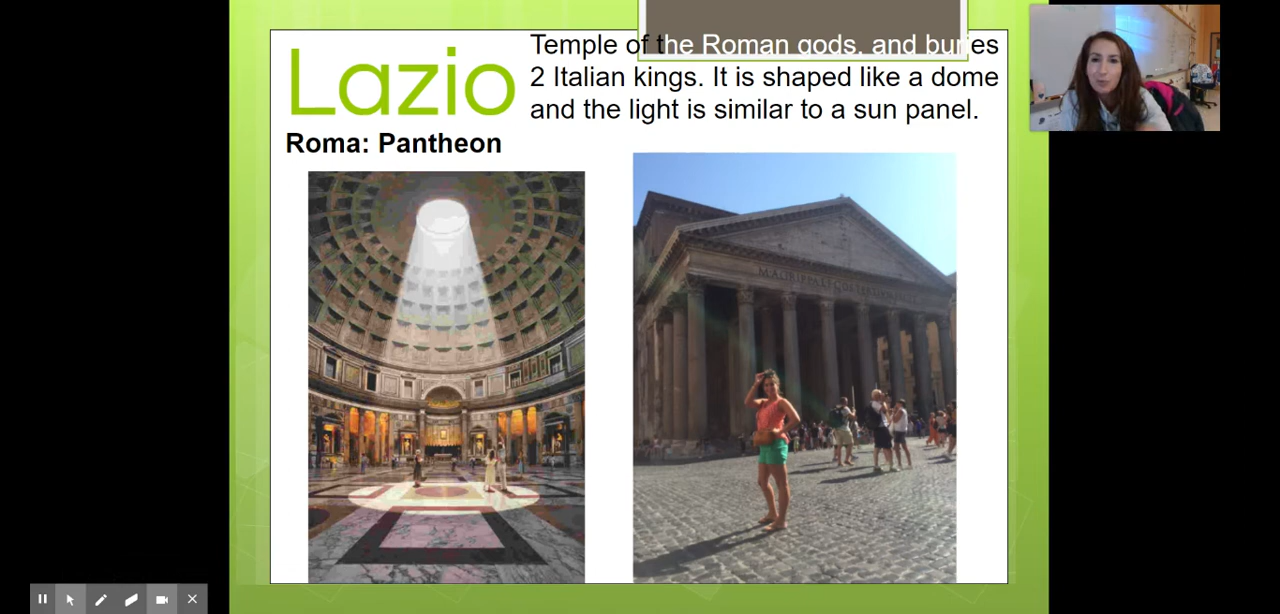 Lazio
Temple of the Roman gods, and buries
2 Italian kings. It is shaped like a dome
and the light is similar to a sun panel.
Roma: Pantheon